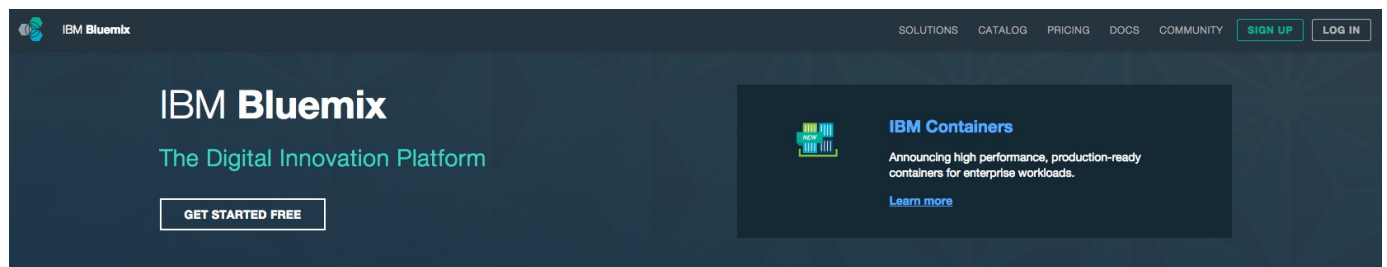 IBM Bluemix
SOLUTIONS CATALOG PRICING DOCS COMMUNITY SIGN UP LOG IN
IBM Bluemix
The Digital Innovation Platform
GET STARTED FREE
NEW
IBM Containers
Announcing high performance, production-ready
containers for enterprise workloads.
Learn more